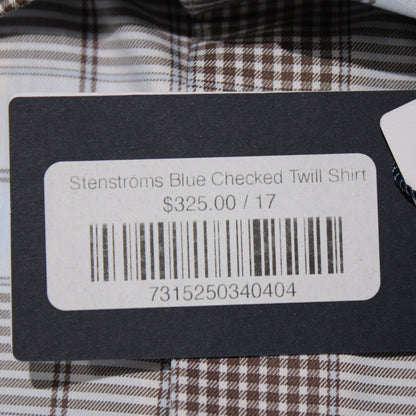 Stenströms Blue Checked Twill Shirt
$325.00 / 17
7315250340404